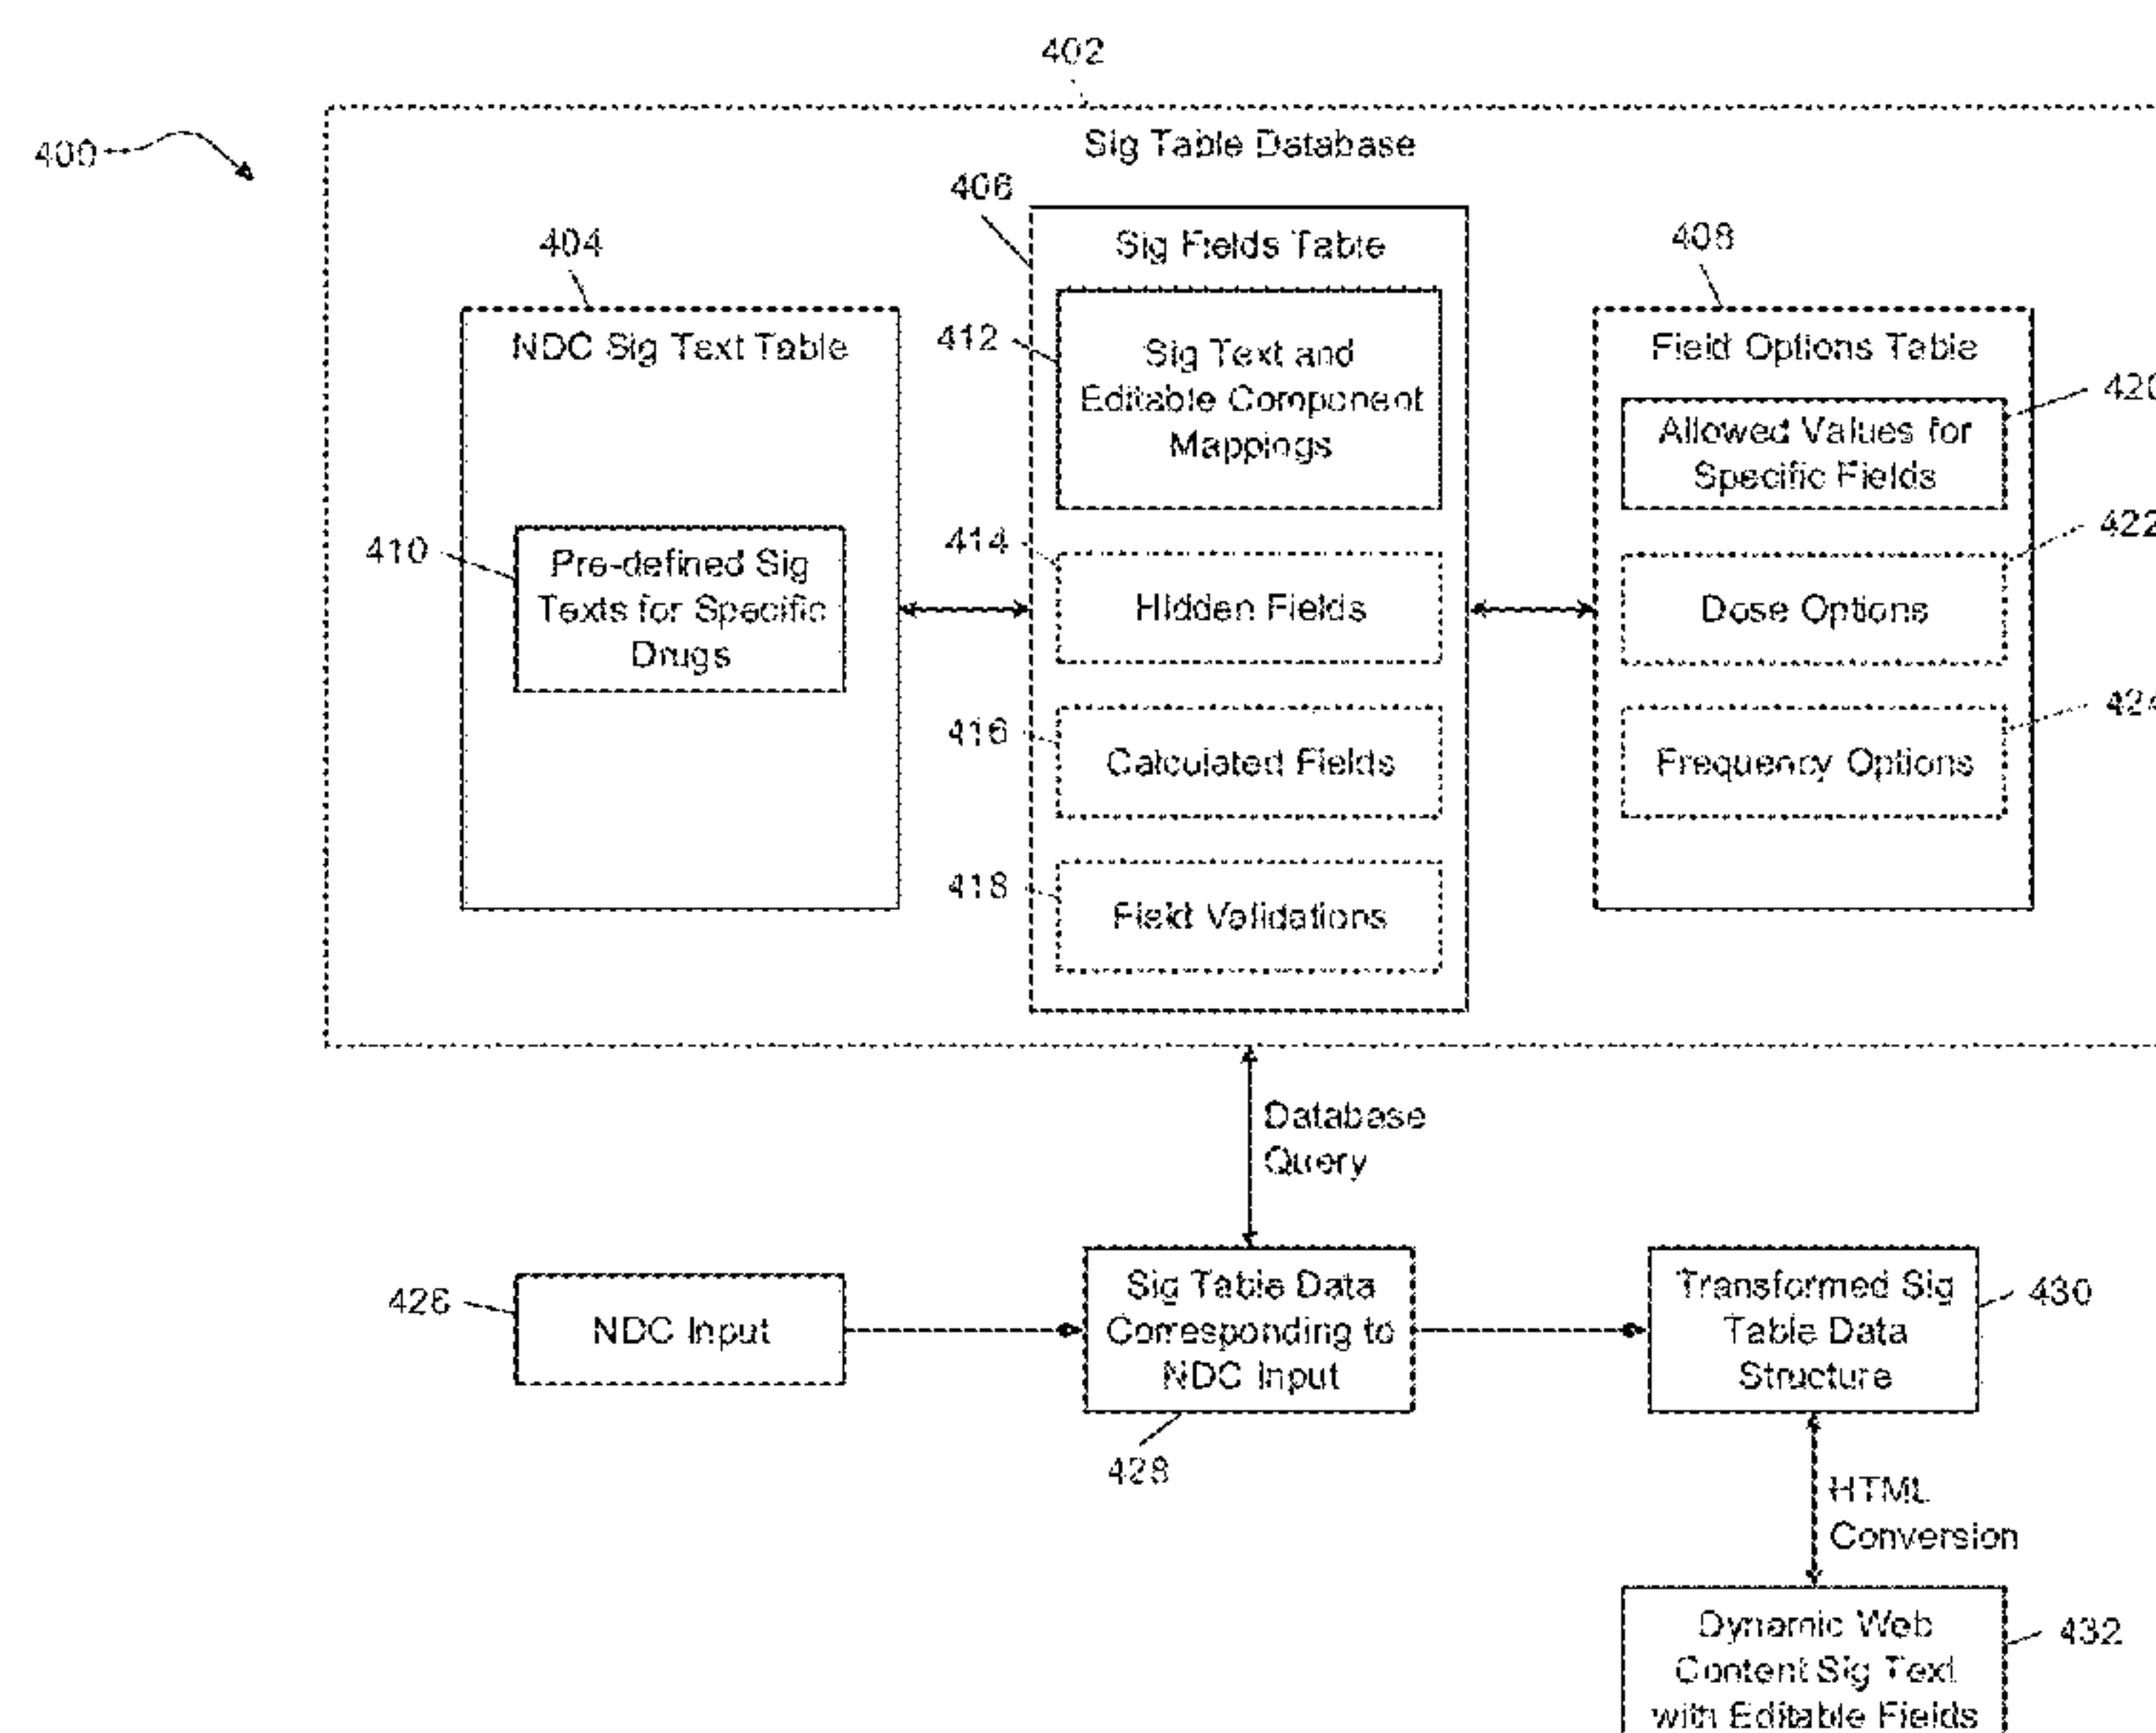 402
400
Sig Table Database
406
404
Sig Fields Table
408
NDC Sig Text Table
412
Sig Text and
Editable Component
Mappings
Field Options Table
420
Allowed Values for
Specific Fields
410
Pre-defined Sig
Texts for Specific
Drugs
414
Hidden Fields
422
Dose Options
416
Calculated Fields
424
Frequency Options
418
Field Validations
Database
Query
426
NDC Input
Sig Table Data
Corresponding to
NDC Input
428
Transformed Sig
Table Data
Structure
430
HTML
Conversion
Dynamic Web
Content Sig Text
with Editable Fields
432